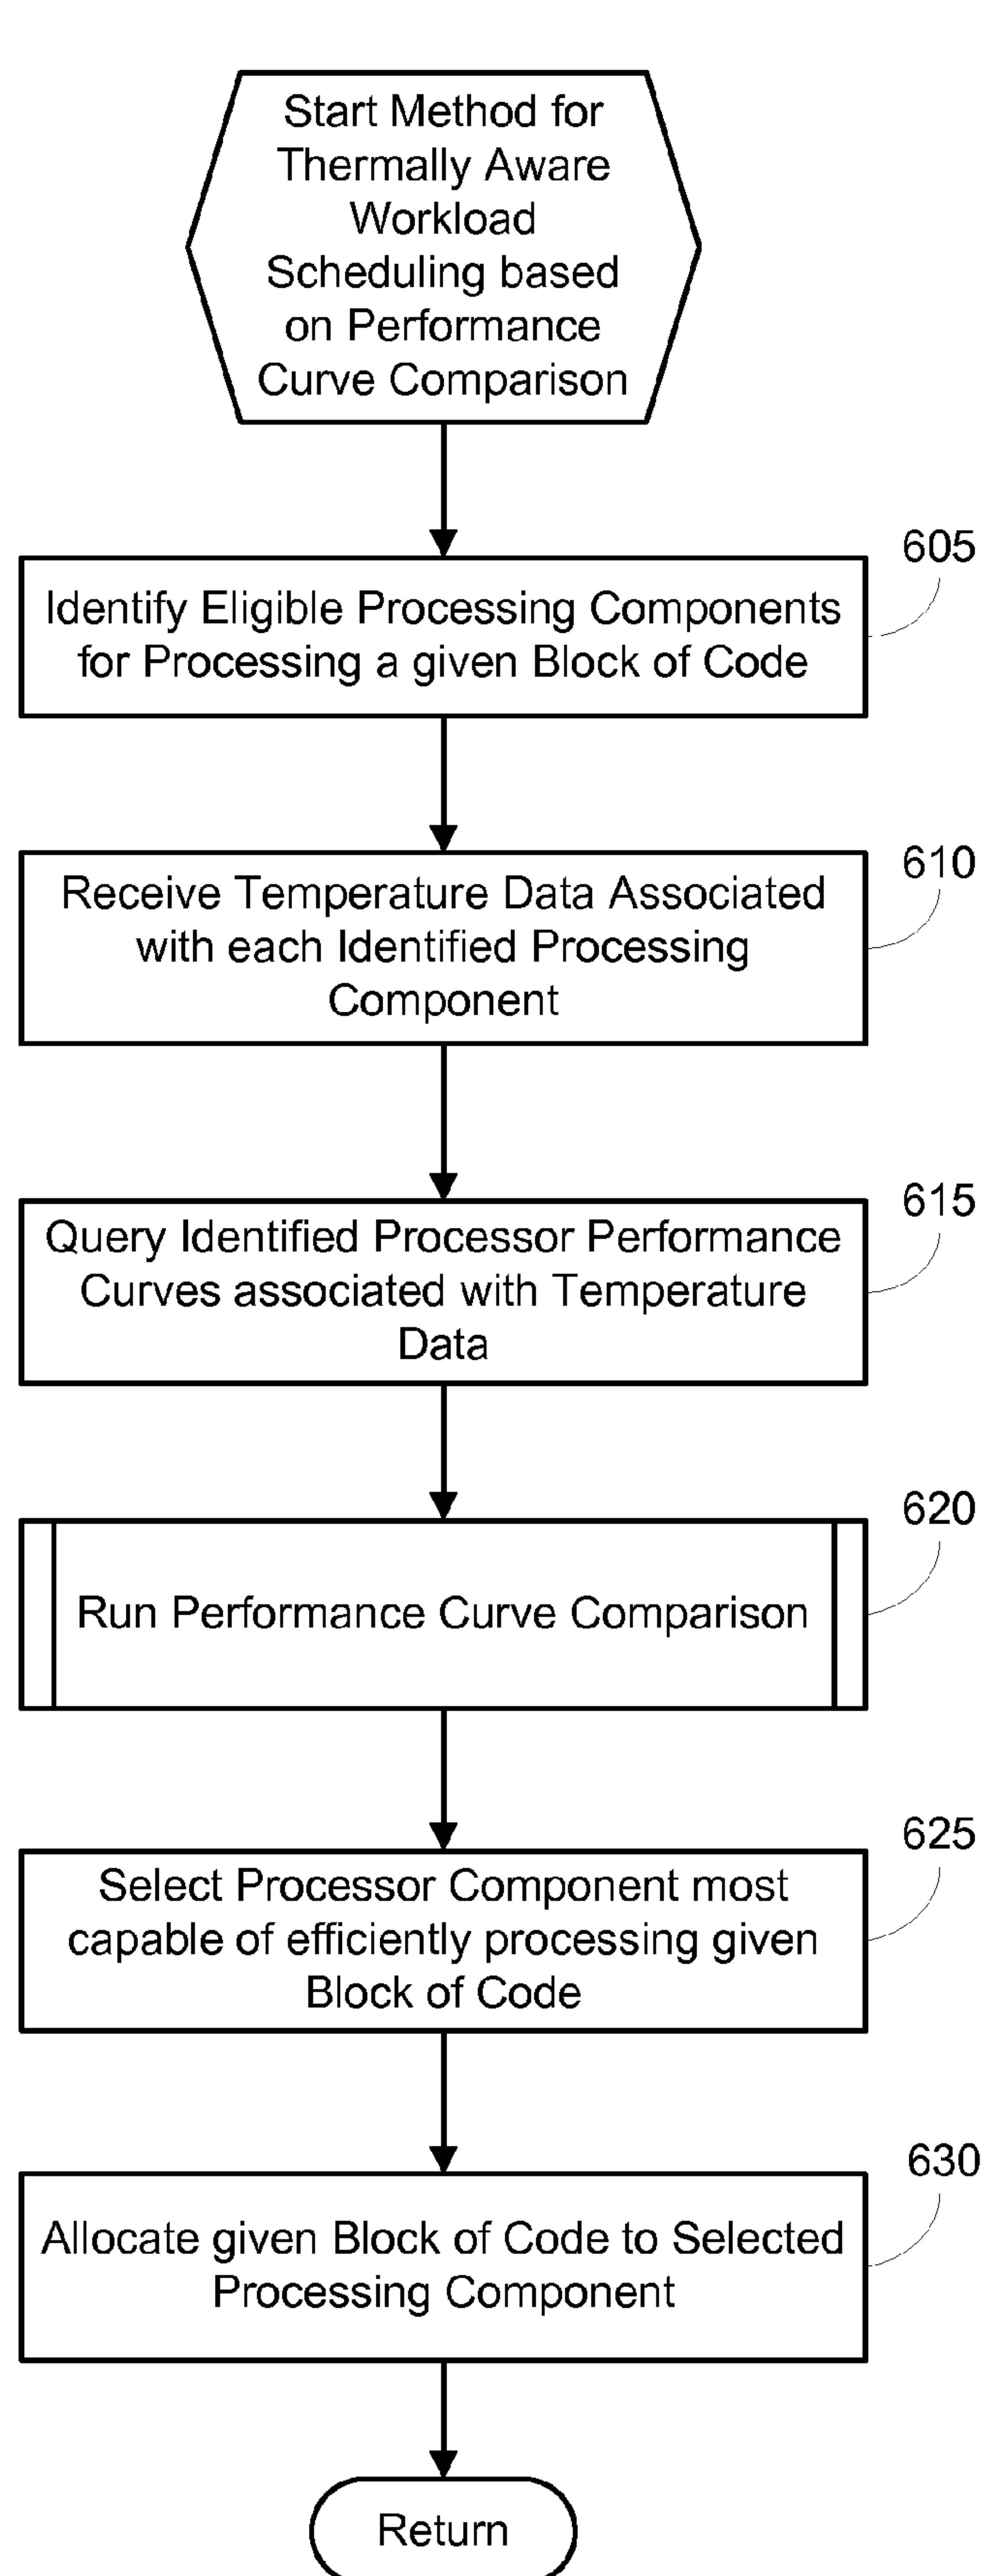 Start Method for
Thermally Aware
Workload
Scheduling based
on Performance
Curve Comparison
605
Identify Eligible Processing Components
for Processing a given Block of Code
610
Receive Temperature Data Associated
with each Identified Processing
Component
615
Query Identified Processor Performance
Curves associated with Temperature
Data
620
Run Performance Curve Comparison
625
Select Processor Component most
capable of efficiently processing given
Block of Code
630
Allocate given Block of Code to Selected
Processing Component
Return